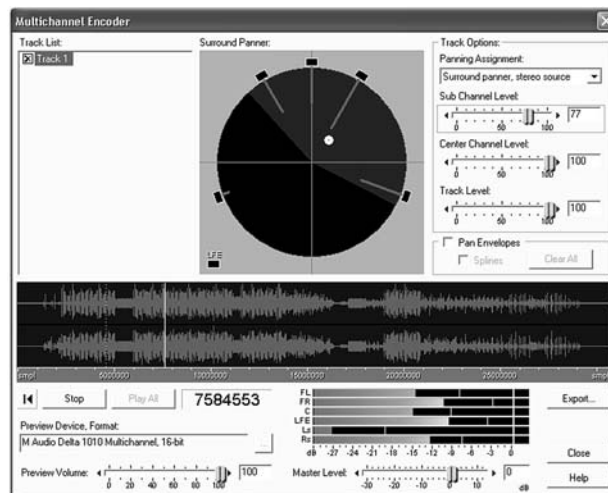 Multichannel Encoder
Track List:
Track 1
Surround Panner:
LFE
Track Options:
Panning Assignment:
Surround panner, stereo source
Sub Channel Level:
77
0 50 100
Center Channel Level:
100
0 50 100
Track Level:
100
0 50 100
Pan Envelopes
Splines
Clear All
smpl 5000000 10000000 15000000 20000000 25000000 smpl
Stop
Play All
7584553
Preview Device, Format:
M Audio Delta 1010 Multichannel, 16-bit
...
Preview Volume:
100
0 20 40 60 80 100
FL
FR
C
LFE
Ls
Rs
dB -27 -24 -21 -18 -15 -12 -9 -6 -3 0
Master Level:
0
dB
-30 -10 10
Export...
Close
Help